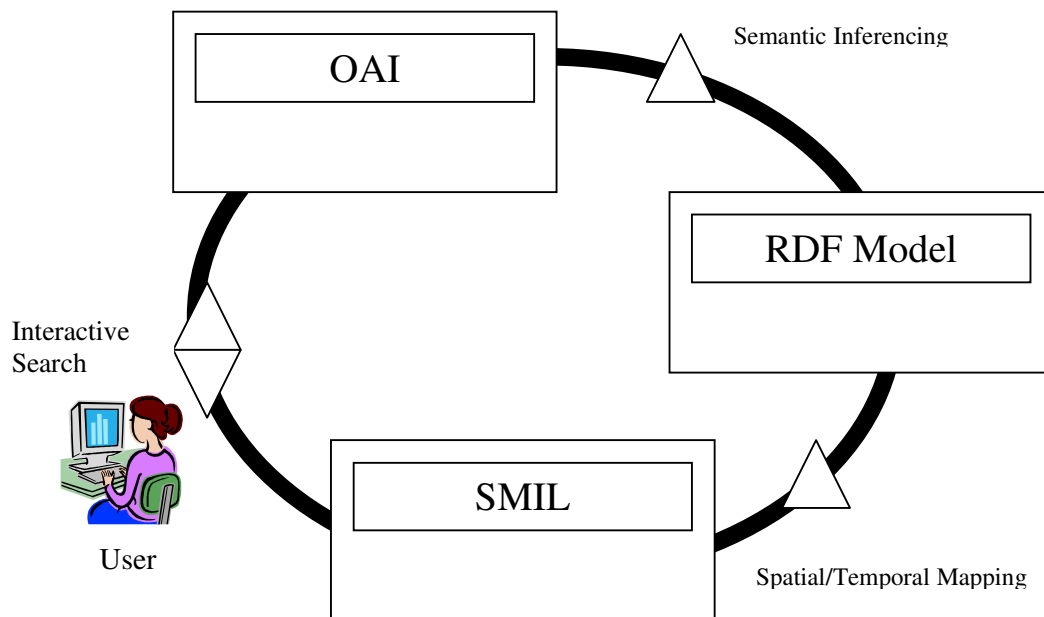 Semantic Inferencing
OAI
RDF Model
Interactive
Search
SMIL
User
Spatial/Temporal Mapping